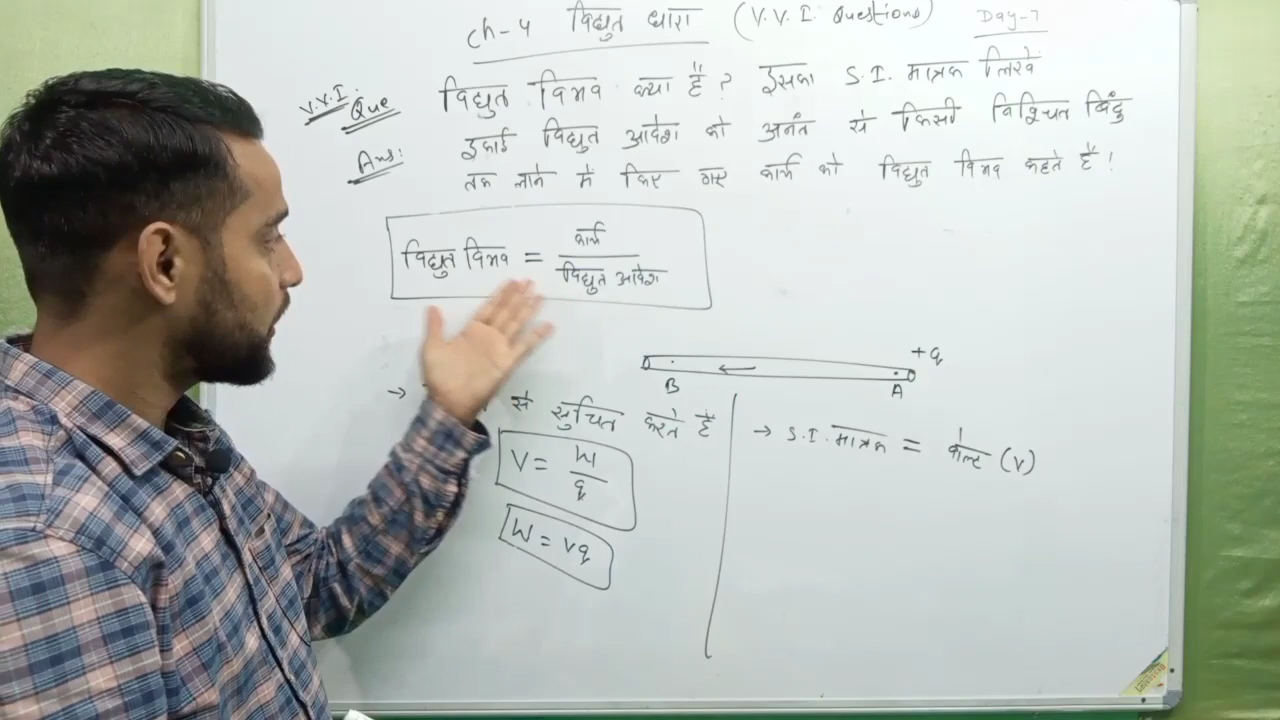 Ch-4 विद्युत धारा (V.V.I. Questions) Day-7
V.V.I. Que विद्युत विभव क्या है? इसका S.I. मात्रक लिखें
Ans: इकाई विद्युत आवेश को अनंत से किसी निश्चित बिंदु
तक लाने में किए गए कार्य को विद्युत विभव कहते हैं!
विद्युत विभव = कार्य / विद्युत आवेश
+q
B A
→ से सुचित करते हैं
→ S.I. मात्रक = वोल्ट (V)
V = W / q
W = Vq